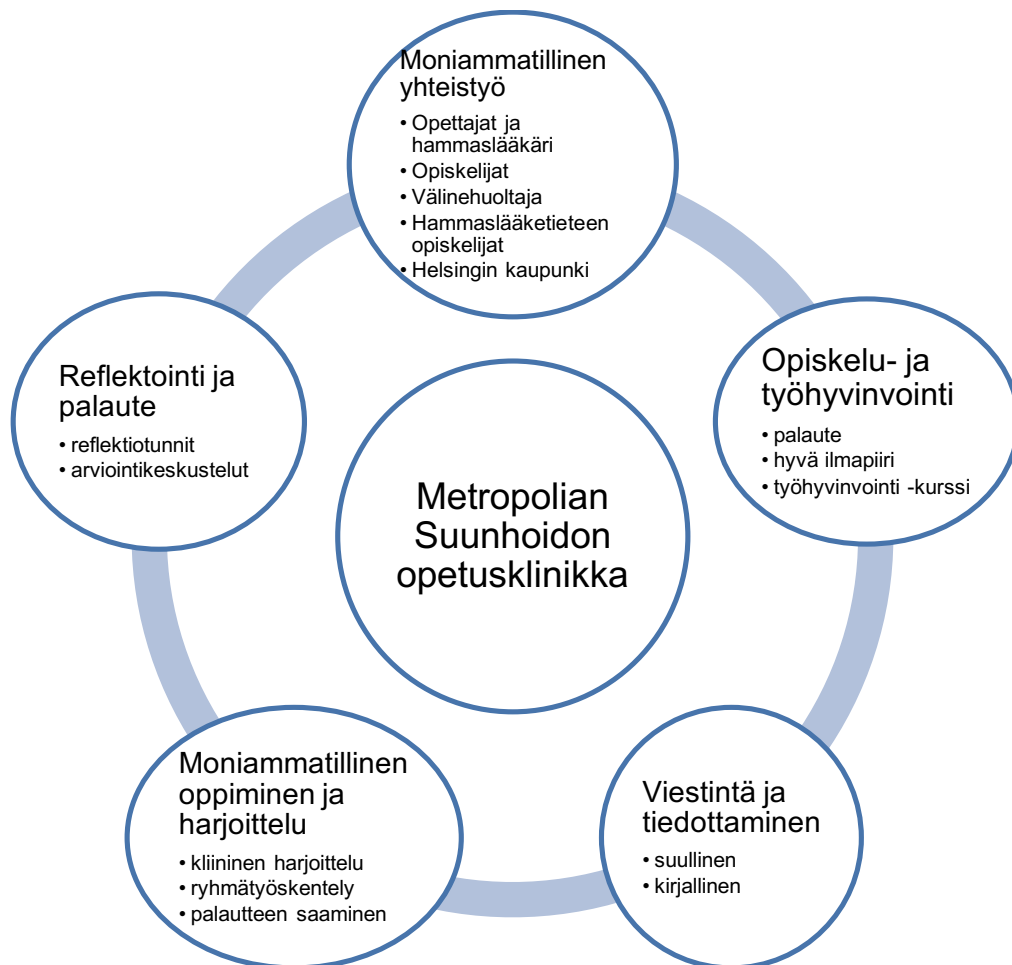 Moniammatillinen
yhteistyö
• Opettajat ja
hammaslääkäri
• Opiskelijat
• Välinehuoltaja
• Hammaslääketieteen
opiskelijat
• Helsingin kaupunki
Opiskelu- ja
työhyvinvointi
• palaute
• hyvä ilmapiiri
• työhyvinvointi -kurssi
Viestintä ja
tiedottaminen
• suullinen
• kirjallinen
Moniammatillinen
oppiminen ja
harjoittelu
• kliininen harjoittelu
• ryhmätyöskentely
• palautteen saaminen
Reflektointi ja
palaute
• reflektiotunnit
• arviointikeskustelut
Metropolian
Suunhoidon
opetusklinikka